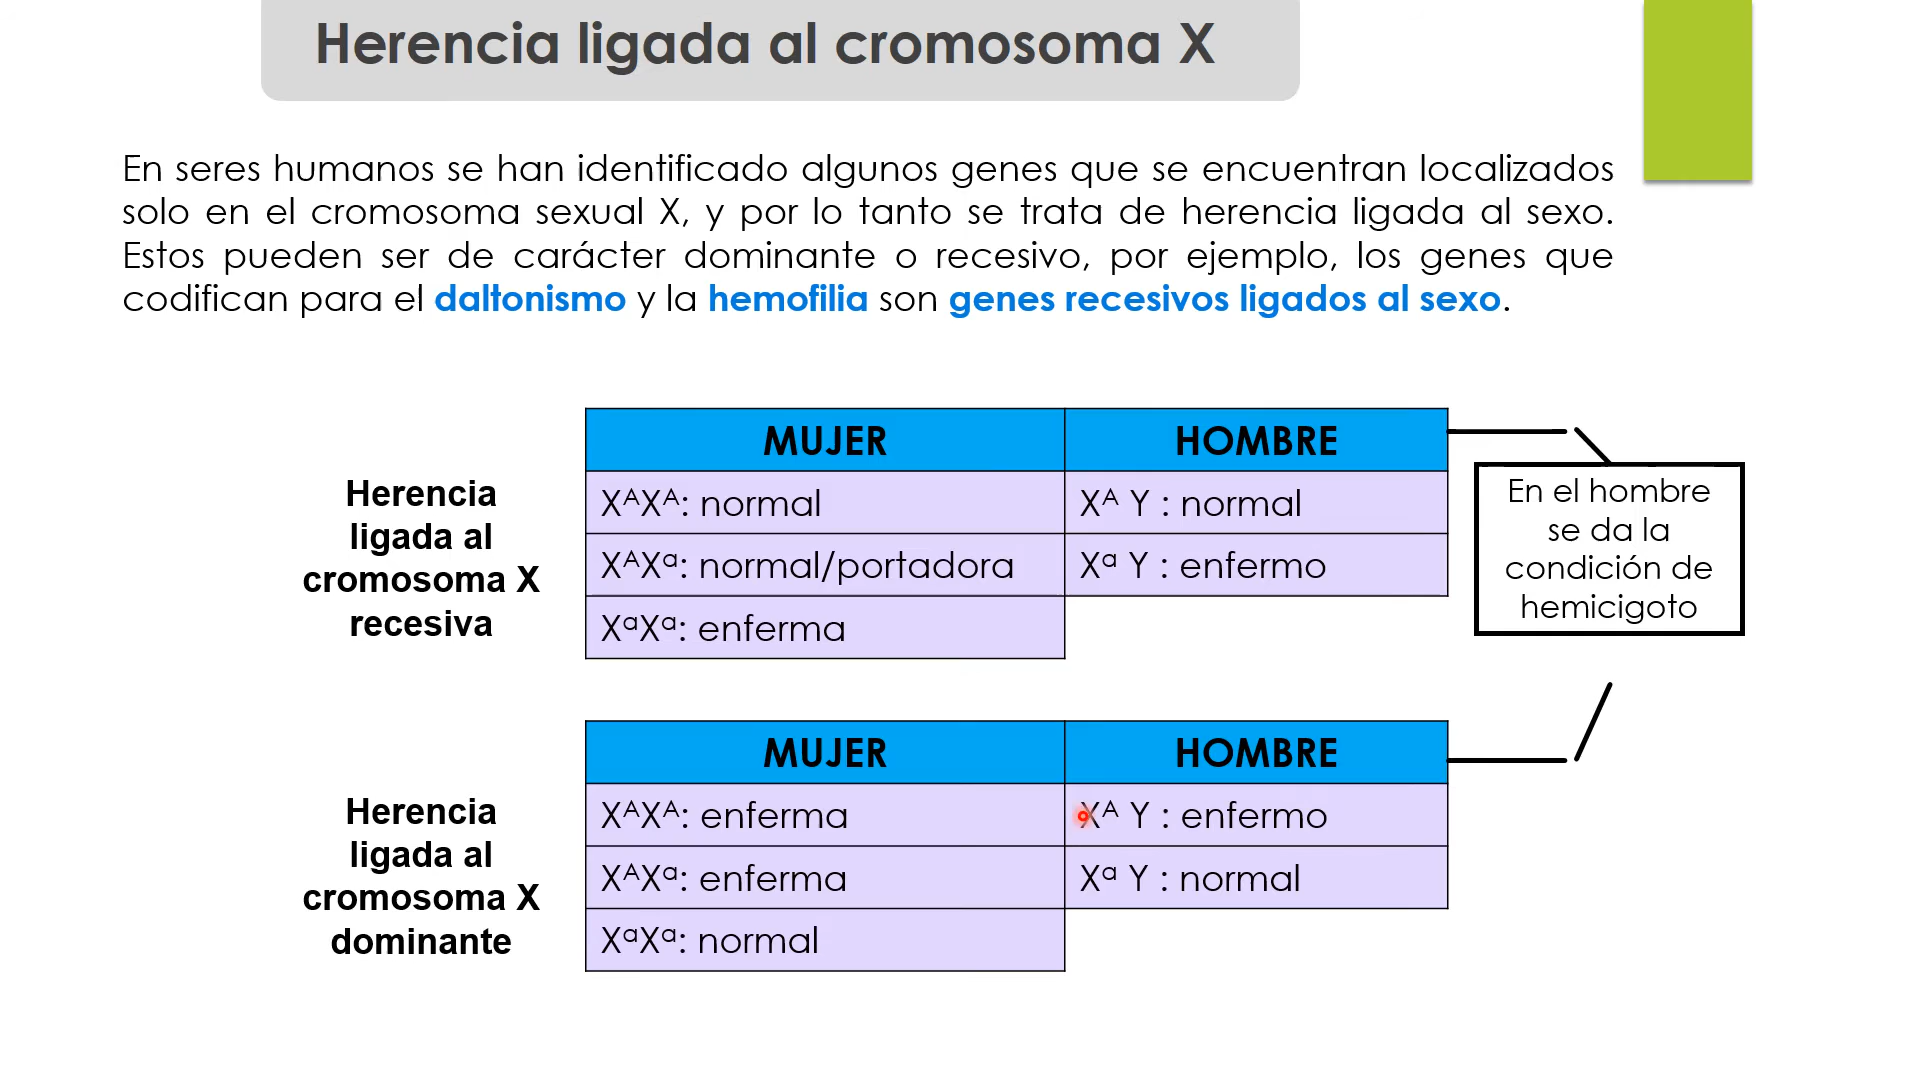 Herencia ligada al cromosoma X
En seres humanos se han identificado algunos genes que se encuentran localizados
solo en el cromosoma sexual X, y por lo tanto se trata de herencia ligada al sexo.
Estos pueden ser de carácter dominante o recesivo, por ejemplo, los genes que
codifican para el daltonismo y la hemofilia son genes recesivos ligados al sexo.
Herencia
ligada al
cromosoma X
recesiva
MUJER HOMBRE
XᴬXᴬ: normal Xᴬ Y : normal
XᴬXᵃ: normal/portadora Xᵃ Y : enfermo
XᵃXᵃ: enferma
En el hombre
se da la
condición de
hemicigoto
Herencia
ligada al
cromosoma X
dominante
MUJER HOMBRE
XᴬXᴬ: enferma Xᴬ Y : enfermo
XᴬXᵃ: enferma Xᵃ Y : normal
XᵃXᵃ: normal